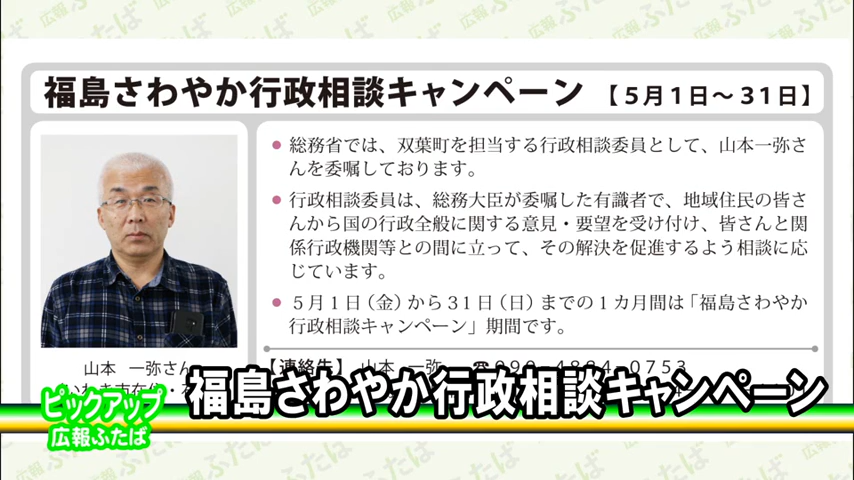 福島さわやか行政相談キャンペーン 【5月1日～31日】
● 総務省では、双葉町を担当する行政相談委員として、山本一弥さ
んを委嘱しております。
● 行政相談委員は、総務大臣が委嘱した有識者で、地域住民の皆さ
んから国の行政全般に関する意見・要望を受け付け、皆さんと関
係行政機関等との間に立って、その解決を促進するよう相談に応
じています。
● 5月1日（金）から31日（日）までの1カ月間は「福島さわやか
行政相談キャンペーン」期間です。
山本 一弥さん
【連絡先】 山本 一弥 ☎090-4884-0753
福島さわやか行政相談キャンペーン
ピックアップ
広報ふたば